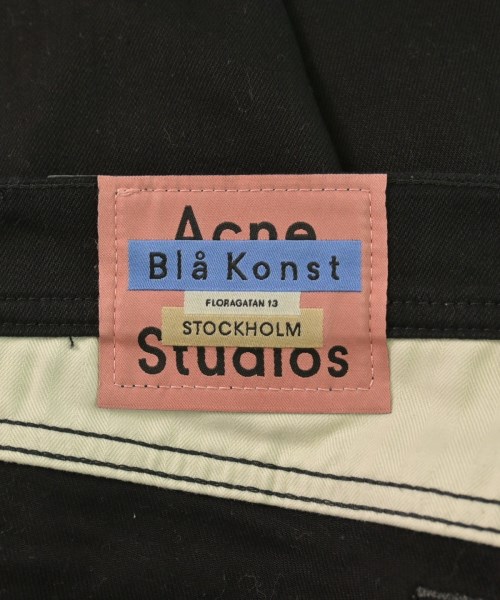 Acne
Blå Konst
FLORAGATAN 13
STOCKHOLM
Studios